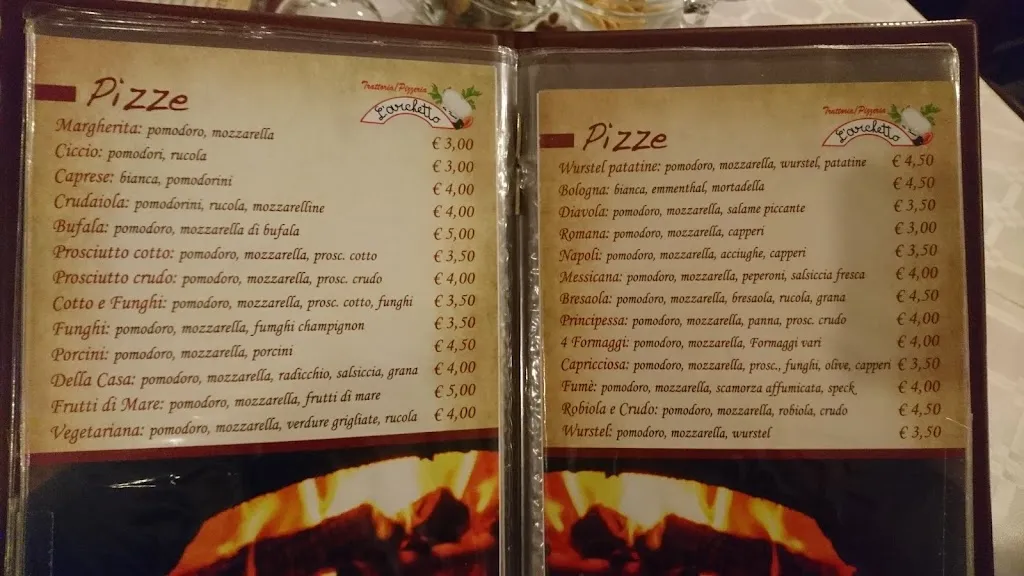 Pizze
Trattoria/Pizzeria
L'archetto
Margherita: pomodoro, mozzarella € 3,00
Ciccio: pomodori, rucola € 3,00
Caprese: bianca, pomodorini € 4,00
Crudaiola: pomodorini, rucola, mozzarelline € 4,00
Bufala: pomodoro, mozzarella di bufala € 5,00
Prosciutto cotto: pomodoro, mozzarella, prosc. cotto € 3,50
Prosciutto crudo: pomodoro, mozzarella, prosc. crudo € 4,00
Cotto e Funghi: pomodoro, mozzarella, prosc. cotto, funghi € 3,50
Funghi: pomodoro, mozzarella, fumghi champignon € 3,50
Porcini: pomodoro, mozzarella, porcini € 4,50
Della Casa: pomodoro, mozzarella, radicchio, salsiccia, grana € 4,00
Frutti di Mare: pomodoro, mozzarella, frutti di mare € 5,00
Vegetariana: pomodoro, mozzarella, verdure grigliate, rucola € 4,00
Pizze
Trattoria/Pizzeria
L'archetto
Wurstel patatine: pomodoro, mozzarella, wurstel, patatine € 4,50
Bologna: bianca, emmenthal, mortadella € 4,50
Diavola: pomodoro, mozzarella, salame piccante € 3,50
Romana: pomodoro, mozzarella, capperi € 3,00
Napoli: pomodoro, mozzarella, acciughe, capperi € 3,50
Messicana: pomodoro, mozzarella, peperoni, salsiccia fresca € 4,00
Bresaola: pomodoro, mozzarella, bresaola, rucola, grana € 4,50
Principessa: pomodoro, mozzarella, panna, prosc. crudo € 4,00
4 Formaggi: pomodoro, mozzarella, Formaggi vari € 4,00
Capricciosa: pomodoro, mozzarella, prosc., funghi, olive, capperi € 3,50
Fumè: pomodoro, mozzarella, scamorza affumicata, speck € 4,00
Robiola e Crudo: pomodoro, mozzarella, robiola, crudo € 4,50
Wurstel: pomodoro, mozzarella, wurstel € 3,50